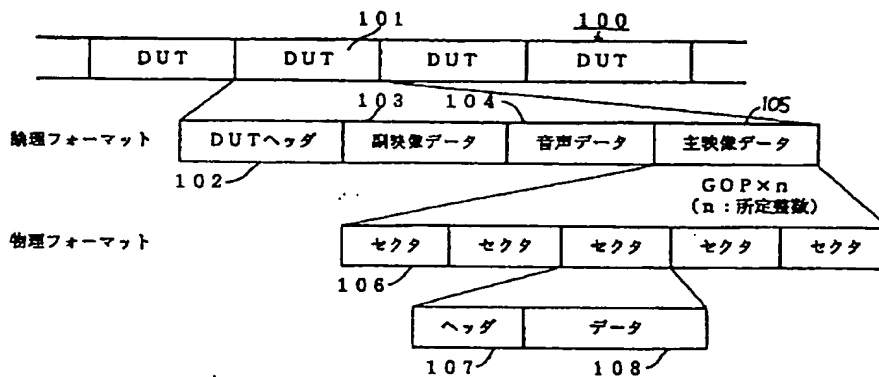 101 100
DUT DUT DUT DUT
103 104 105
論理フォーマット DUTヘッダ 副映像データ 音声データ 主映像データ
102 GOP×n
(n:所定整数)
物理フォーマット セクタ セクタ セクタ セクタ セクタ
106
ヘッダ データ
107 108